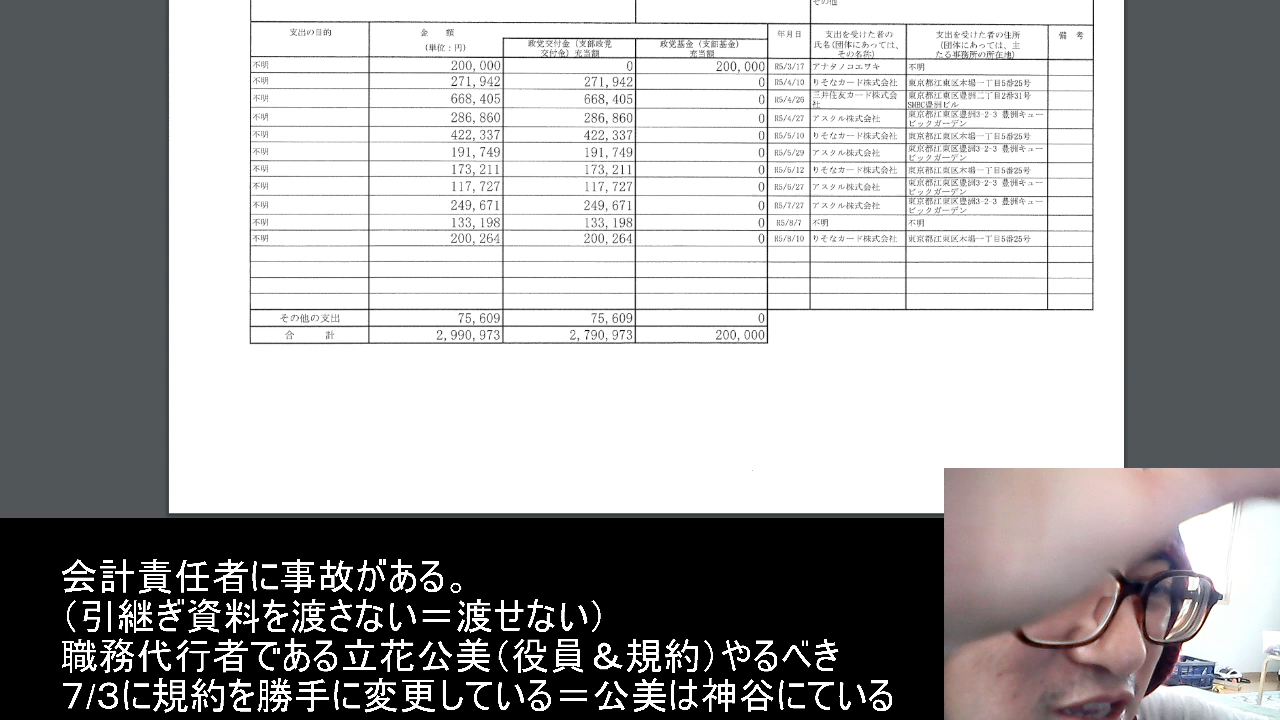 その他
支出の目的 金 額 (単位：円) 政党交付金（支部政党交付金）充当額 政党基金（支部基金）充当額 年月日 支出を受けた者の氏名(団体にあっては、その名称) 支出を受けた者の住所(団体にあっては、主たる事務所の所在地) 備 考
不明 200,000 0 200,000 R5/3/17 アナタノコエヲキ 不明
不明 271,942 271,942 0 R5/4/10 りそなカード株式会社 東京都江東区木場一丁目5番25号
不明 668,405 668,405 0 R5/4/26 三井住友カード株式会社 東京都江東区豊洲二丁目2番31号 SMBC豊洲ビル
不明 286,860 286,860 0 R5/4/27 アスクル株式会社 東京都江東区豊洲3-2-3 豊洲キュービックガーデン
不明 422,337 422,337 0 R5/5/10 りそなカード株式会社 東京都江東区木場一丁目5番25号
不明 191,749 191,749 0 R5/5/29 アスクル株式会社 東京都江東区豊洲3-2-3 豊洲キュービックガーデン
不明 173,211 173,211 0 りそなカード株式会社 東京都江東区木場一丁目5番25号
不明 117,727 117,727 0 アスクル株式会社 東京都江東区豊洲3-2-3 豊洲キュービックガーデン
不明 249,671 249,671 0 R5/7/27 アスクル株式会社 東京都江東区豊洲3-2-3 豊洲キュービックガーデン
不明 133,198 133,198 0 R5/8/7 不明 不明
不明 200,264 200,264 0 R5/8/10 りそなカード株式会社 東京都江東区木場一丁目5番25号
その他の支出 75,609 75,609 0
合 計 2,990,973 2,790,973 200,000
会計責任者に事故がある。
（引継ぎ資料を渡さない＝渡せない）
職務代行者である立花公美（役員＆規約）やるべき
7/3に規約を勝手に変更している＝公美は神谷にている